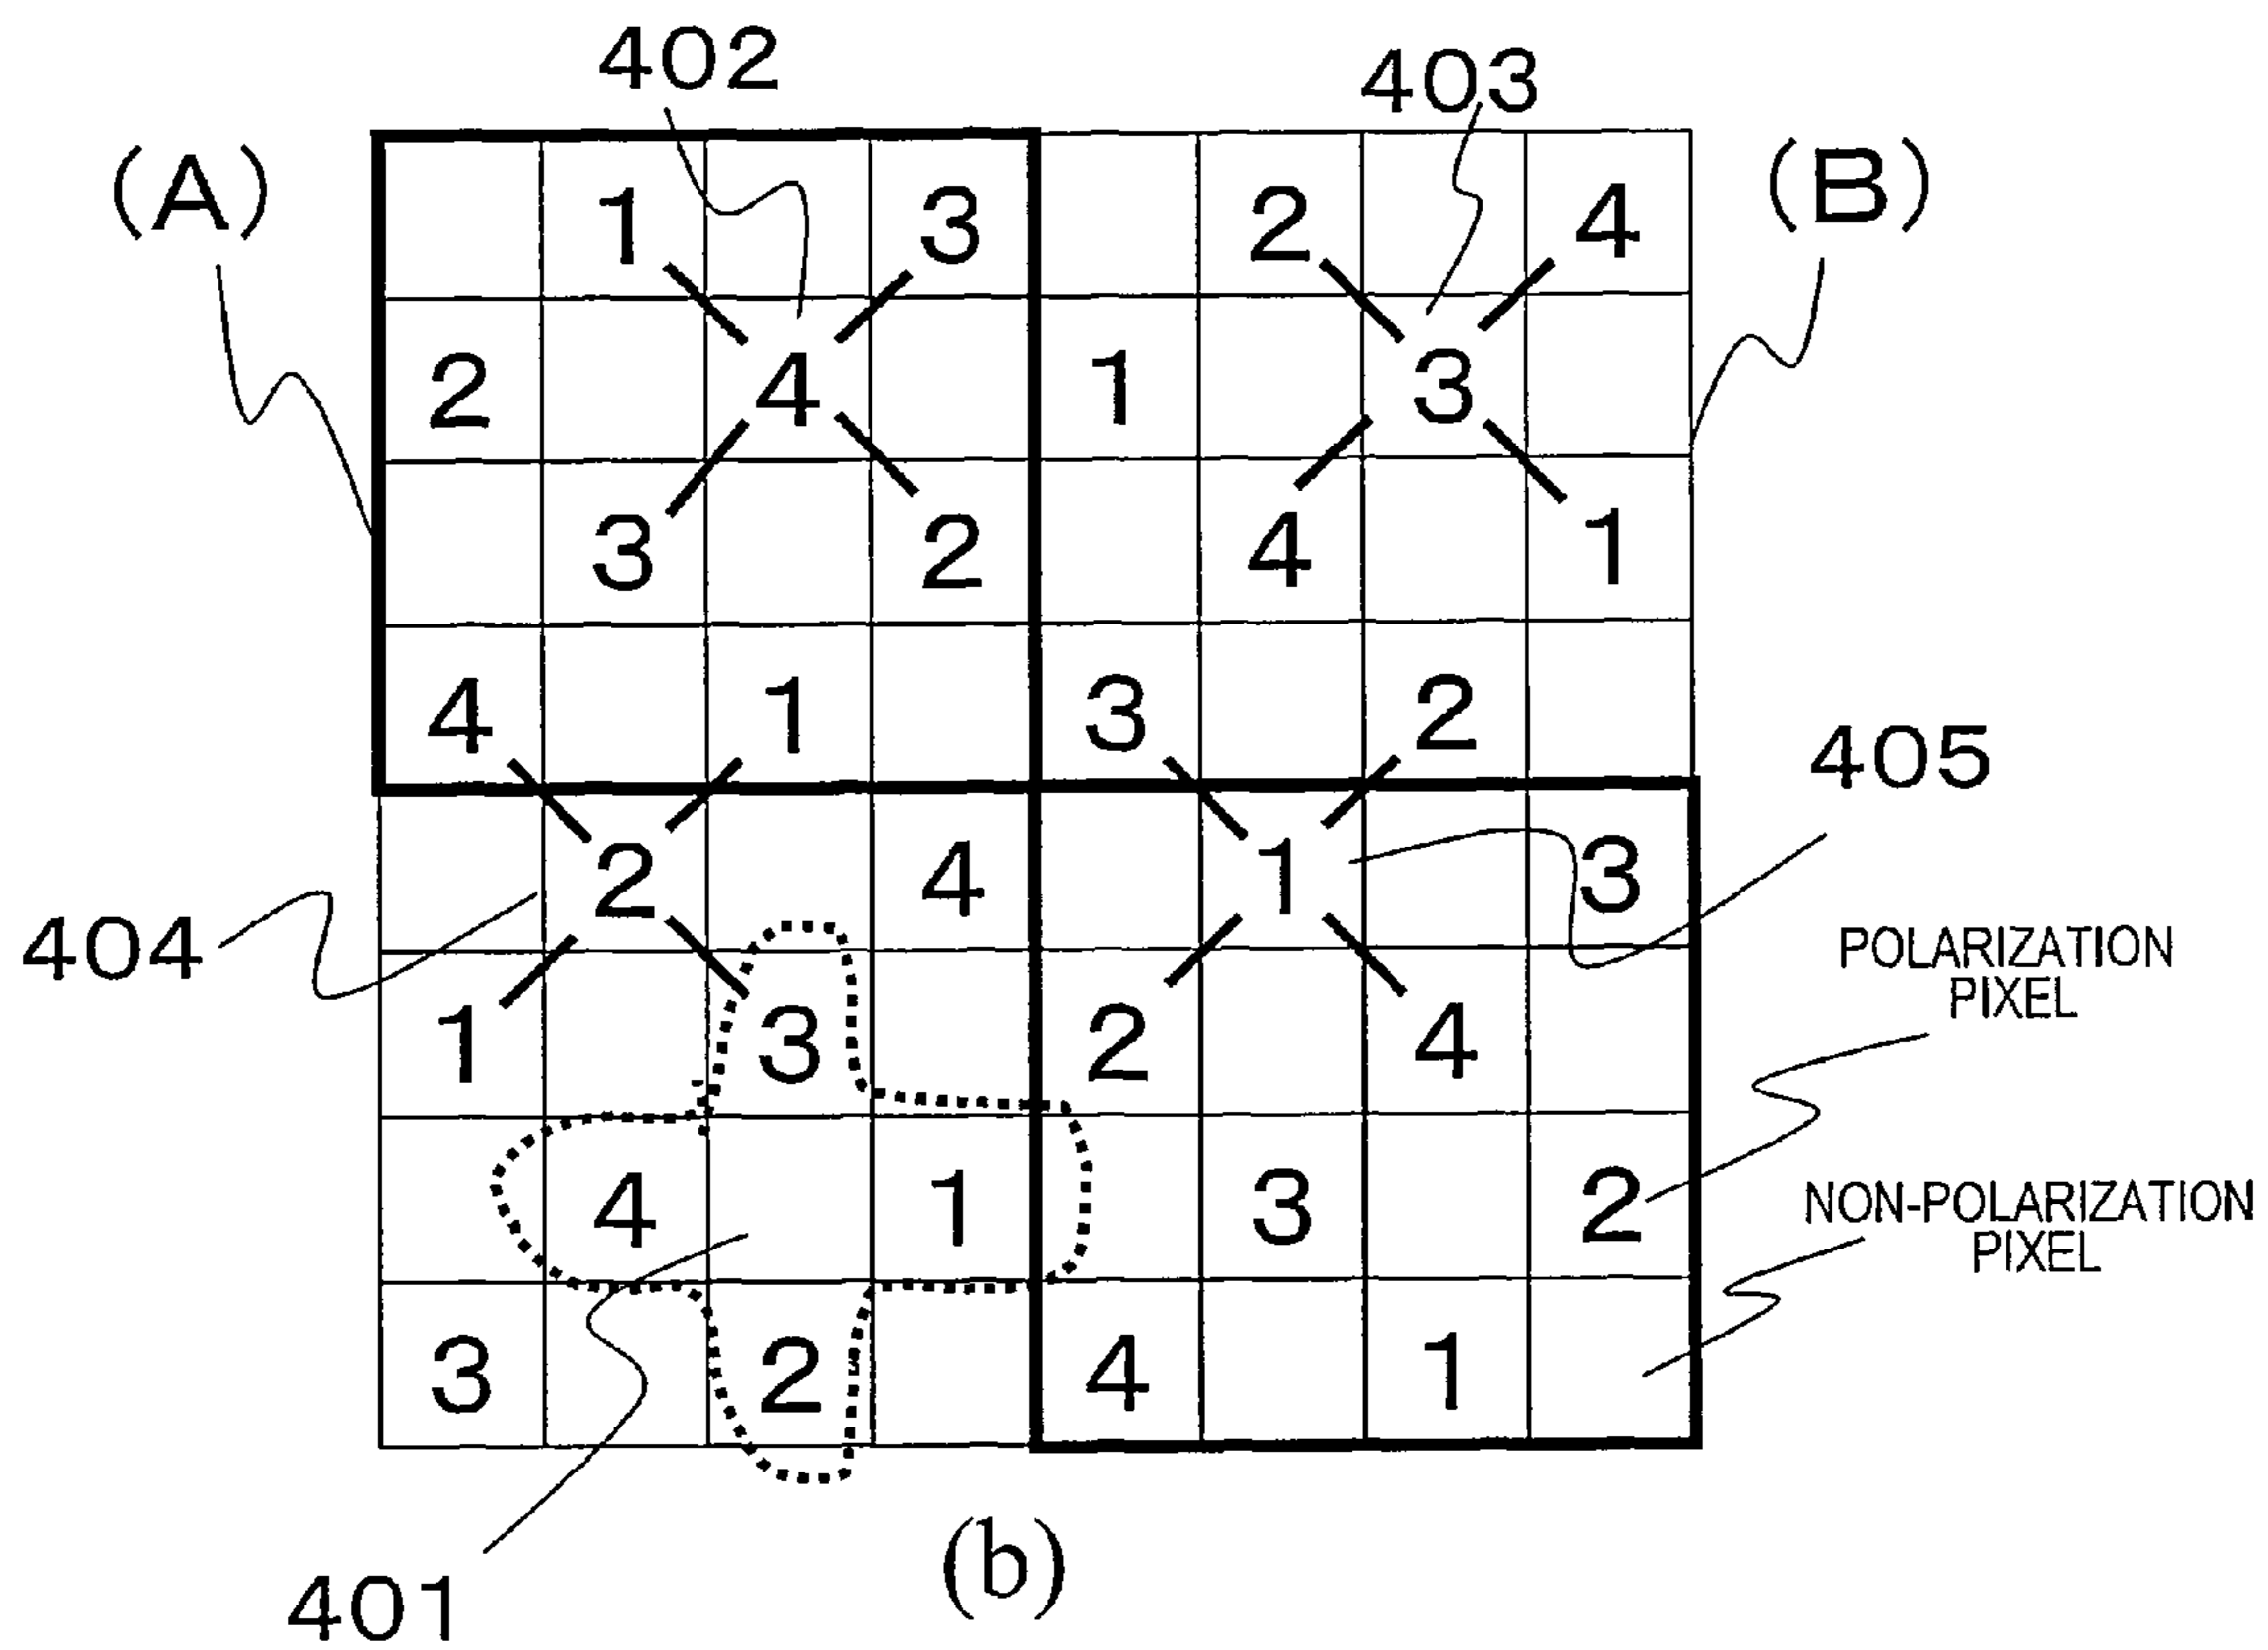 402
403
(A)
(B)
1 3 2 4
2 4 1 3
3 2 4 1
4 1 3 2
405
2 4 1 3
404
POLARIZATION
PIXEL
1 3 2 4
4 1 3 2
NON-POLARIZATION
PIXEL
3 2 4 1
(b)
401